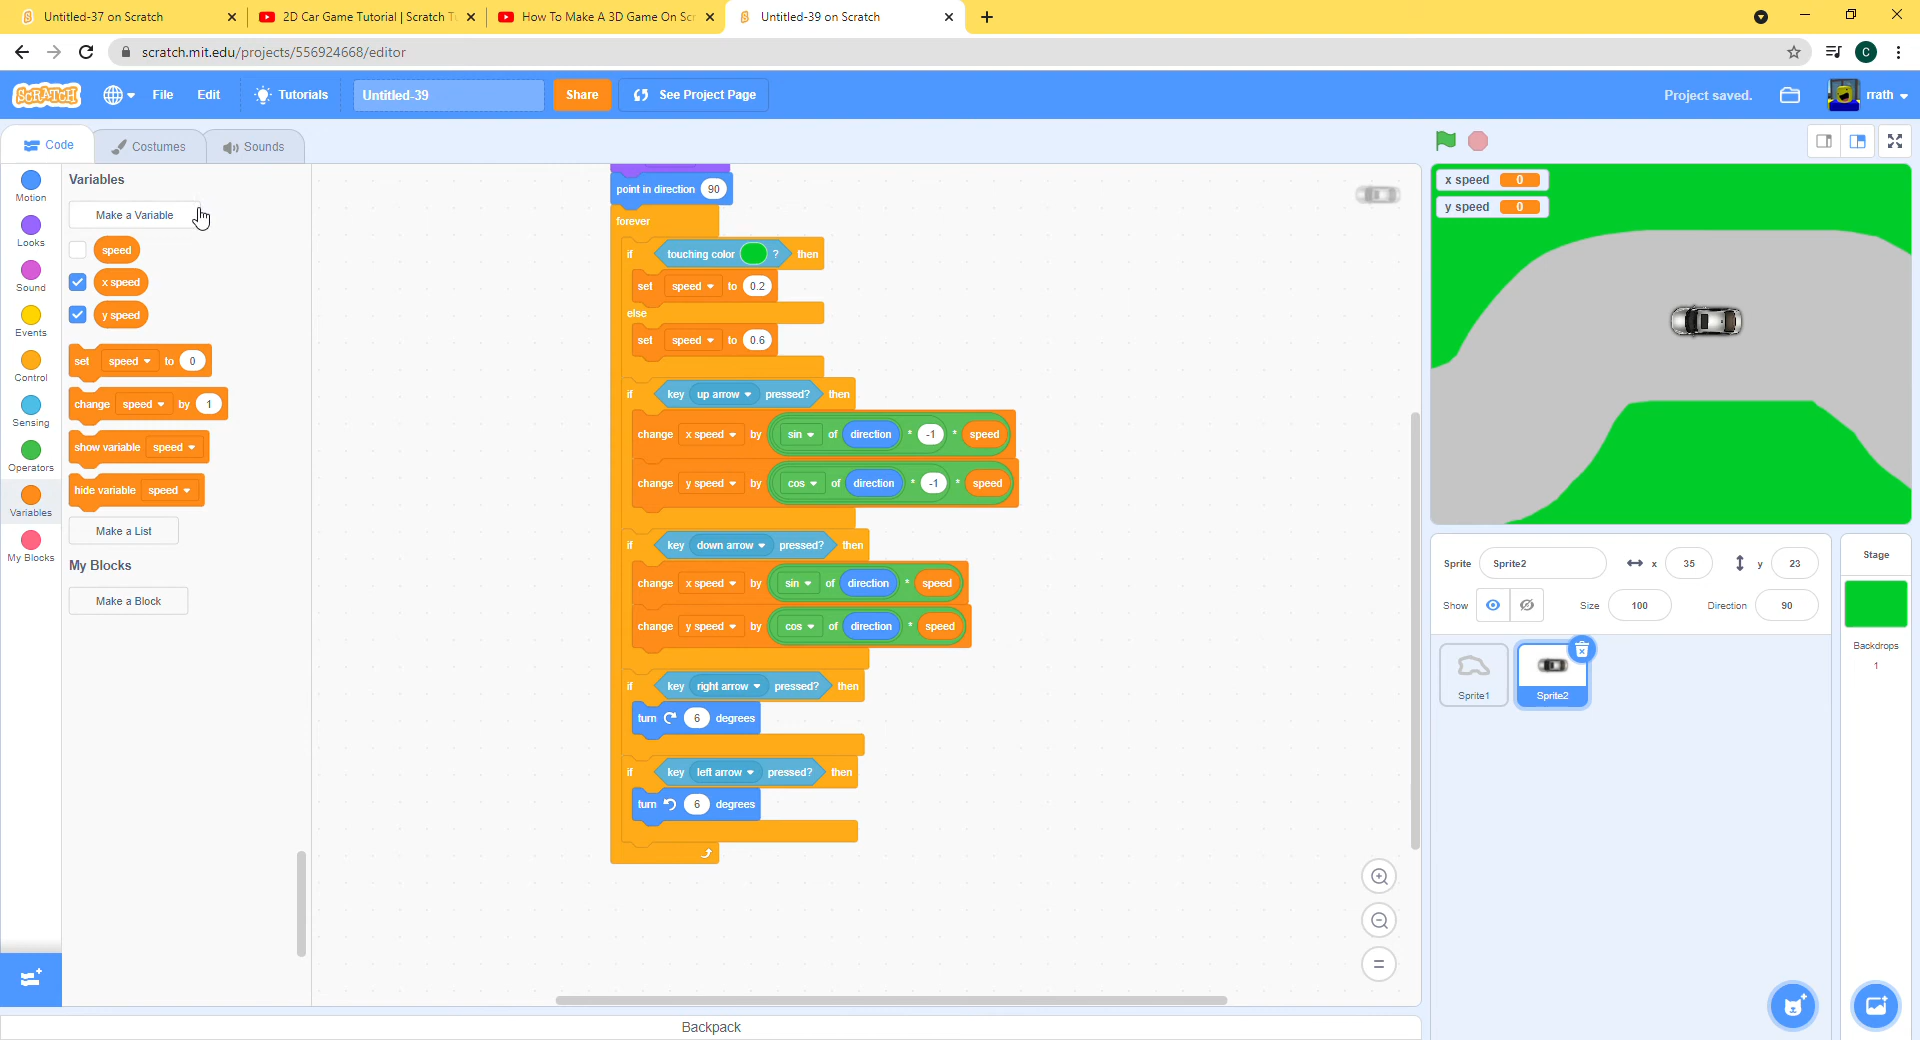 Untitled-37 on Scratch
2D Car Game Tutorial | Scratch T
How To Make A 3D Game On Scr
Untitled-39 on Scratch
scratch.mit.edu/projects/556924668/editor
C
SCRATCH
File
Edit
Tutorials
Untitled-39
Share
See Project Page
Project saved.
rrath
Code
Costumes
Sounds
Motion
Looks
Sound
Events
Control
Sensing
Operators
Variables
My Blocks
Variables
Make a Variable
speed
x speed
y speed
set speed to 0
change speed by 1
show variable speed
hide variable speed
Make a List
My Blocks
Make a Block
point in direction 90
forever
if touching color ? then
set speed to 0.2
else
set speed to 0.6
if key up arrow pressed? then
change x speed by sin of direction * -1 * speed
change y speed by cos of direction * -1 * speed
if key down arrow pressed? then
change x speed by sin of direction * speed
change y speed by cos of direction * speed
if key right arrow pressed? then
turn 6 degrees
if key left arrow pressed? then
turn 6 degrees
Backpack
x speed 0
y speed 0
Sprite Sprite2 x 35 y 23
Show Size 100 Direction 90
Sprite1
Sprite2
Stage
Backdrops
1